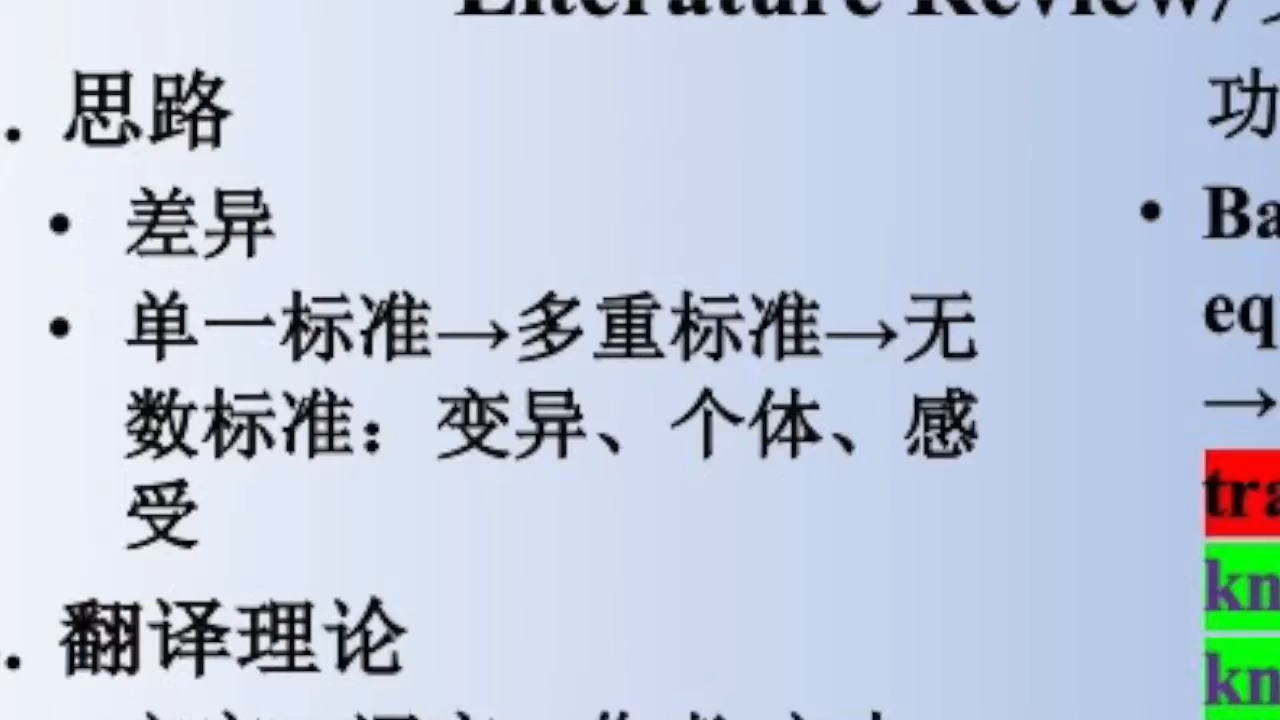 Literature Review/
. 思路
• 差异
• 单一标准→多重标准→无
数标准：变异、个体、感
受
. 翻译理论
功
• Ba
eq
→
tra
kn
kn